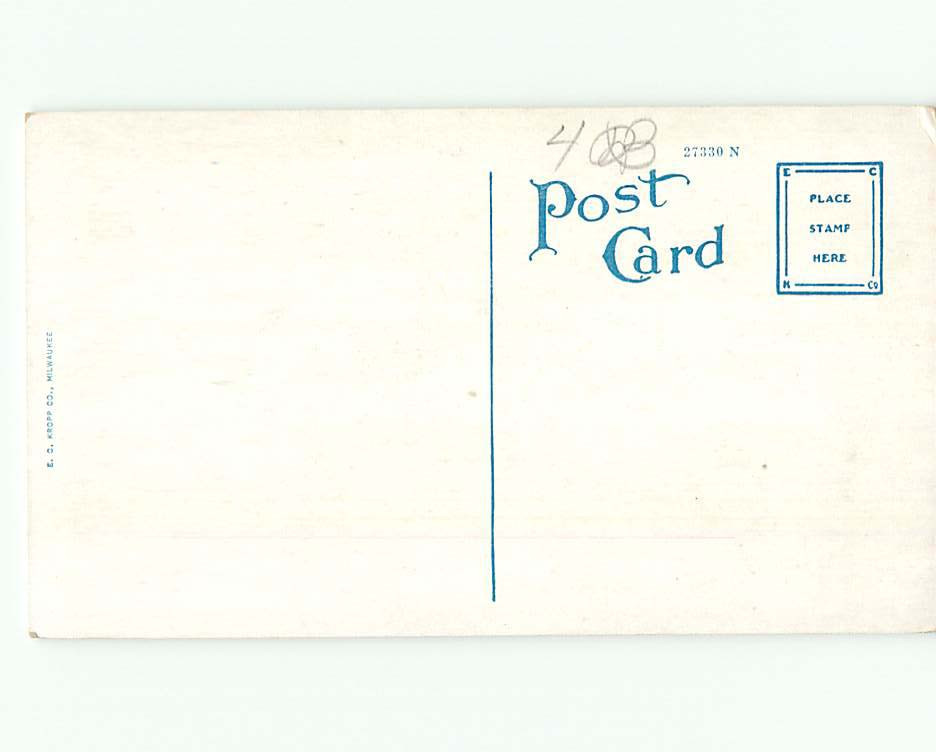 E. C. KROPP CO., MILWAUKEE
4
27330 N
Post
Card
E C
PLACE
STAMP
HERE
K Co